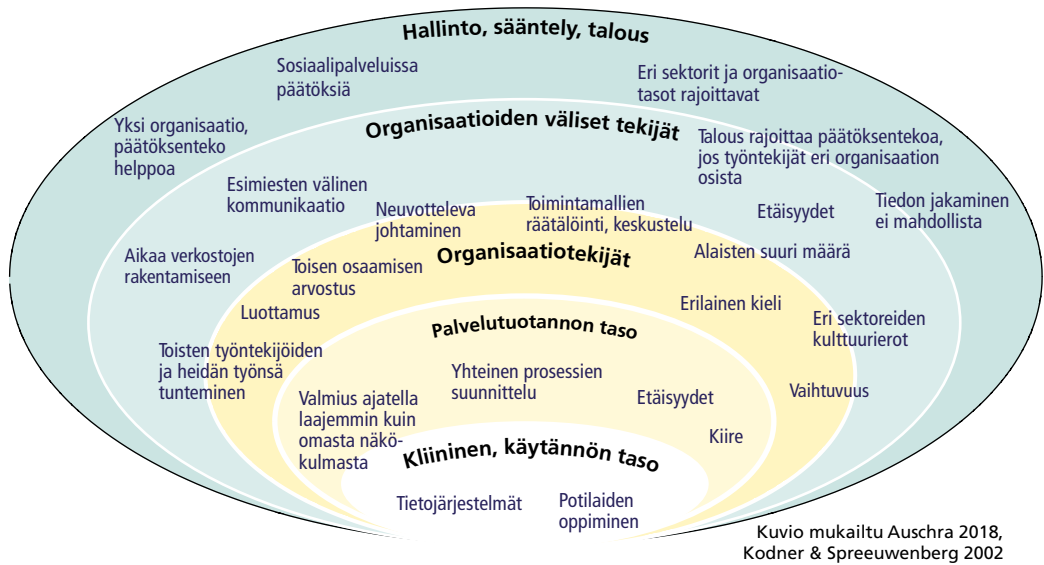 Hallinto, sääntely, talous
Sosiaalipalveluissa
päätöksiä
Eri sektorit ja organisaatio-
tasot rajoittavat
Yksi organisaatio,
päätöksenteko
helppoa
Organisaatioiden väliset tekijät
Talous rajoittaa päätöksentekoa,
jos työntekijät eri organisaation
osista
Esimiesten välinen
kommunikaatio
Neuvotteleva
johtaminen
Toimintamallien
räätälöinti, keskustelu
Etäisyydet
Tiedon jakaminen
ei mahdollista
Aikaa verkostojen
rakentamiseen
Organisaatiotekijät
Alaisten suuri määrä
Toisen osaamisen
arvostus
Luottamus
Erilainen kieli
Eri sektoreiden
kulttuurierot
Palvelutuotannon taso
Toisten työntekijöiden
ja heidän työnsä
tunteminen
Yhteinen prosessien
suunnittelu
Valmius ajatella
laajemmin kuin
omasta näkö-
kulmasta
Etäisyydet
Vaihtuvuus
Kiire
Kliininen, käytännön taso
Tietojärjestelmät
Potilaiden
oppiminen
Kuvio mukailtu Auschra 2018,
Kodner & Spreeuwenberg 2002